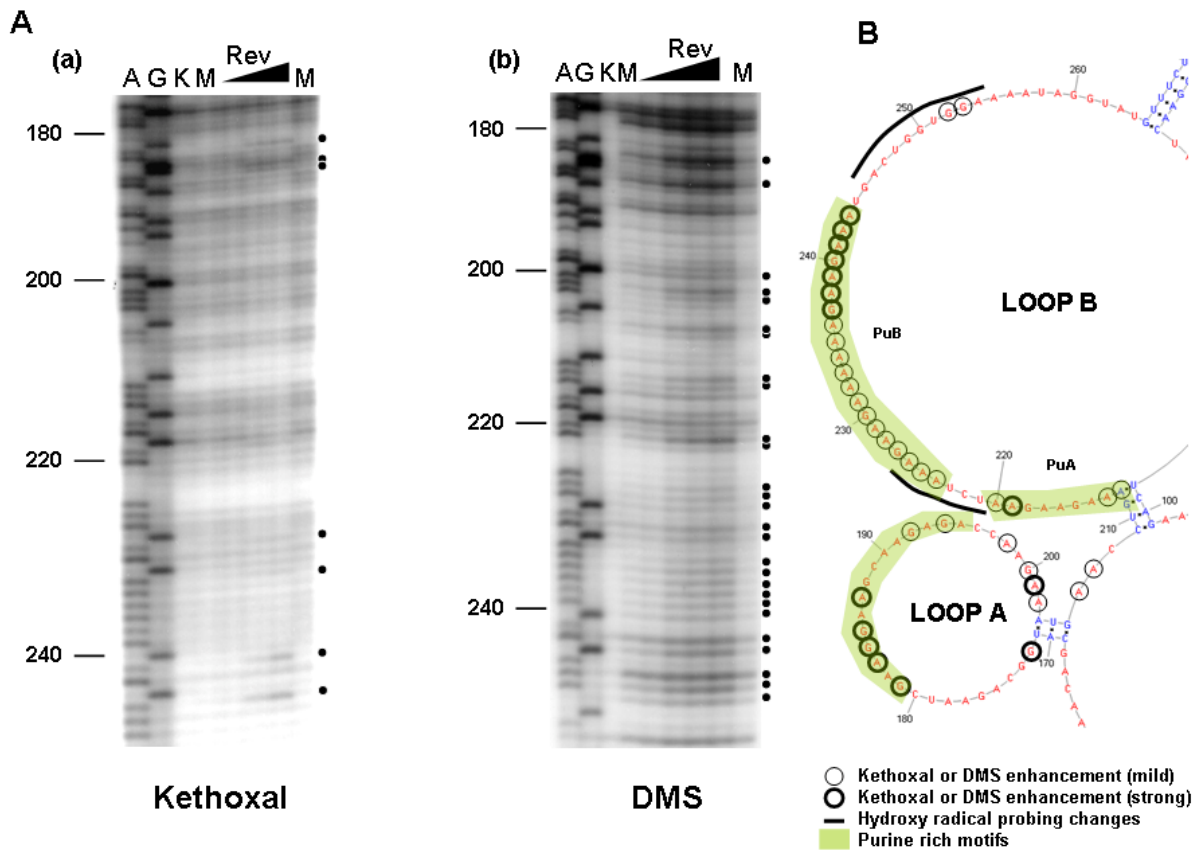 A
(a)
Rev
A G K M M
180
200
220
240
Kethoxal
(b)
Rev
A G K M M
180
200
220
240
DMS
B
LOOP B
PuB
PuA
LOOP A
260
250
240
230
220
210
200
190
180
170
100
Kethoxal or DMS enhancement (mild)
Kethoxal or DMS enhancement (strong)
Hydroxy radical probing changes
Purine rich motifs